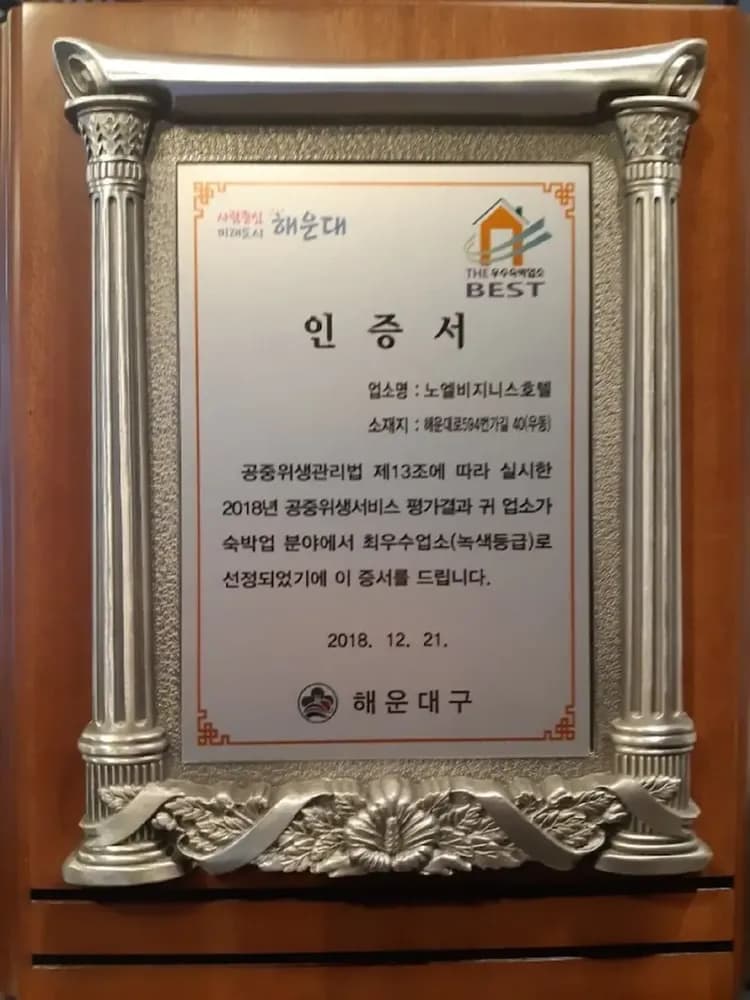 사람중심
미래도시 해운대
THE 우수숙박업소
BEST
인 증 서
업소명 : 노엘비지니스호텔
소재지 : 해운대로594번가길 40(우동)
공중위생관리법 제13조에 따라 실시한
2018년 공중위생서비스 평가결과 귀 업소가
숙박업 분야에서 최우수업소(녹색등급)로
선정되었기에 이 증서를 드립니다.
2018. 12. 21.
해운대구